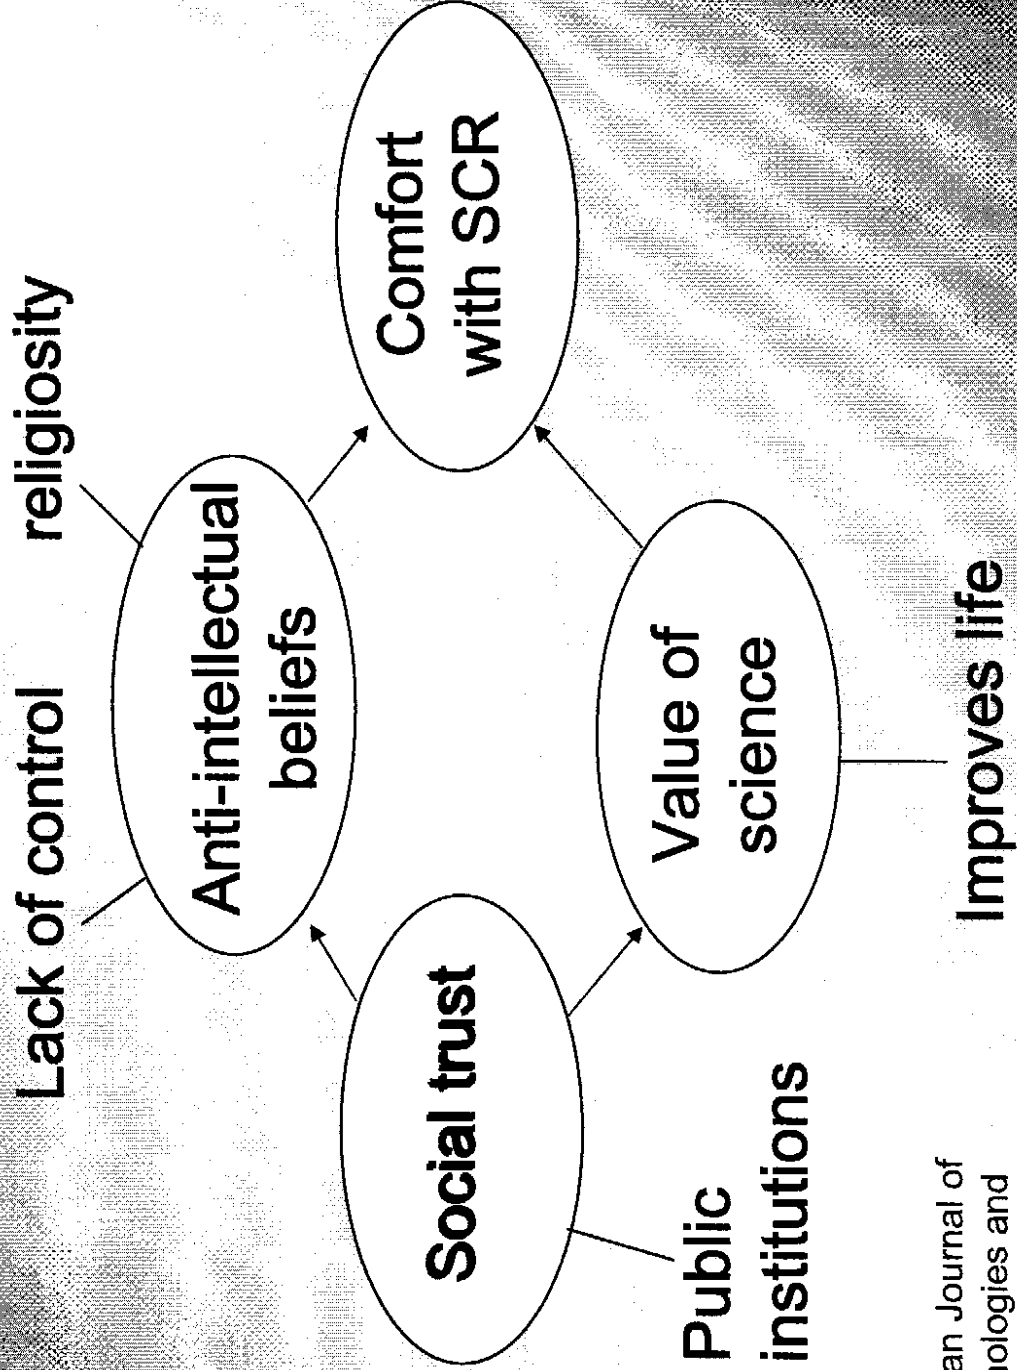 Lack of control
religiosity
Anti-intellectual
beliefs
Social trust
Comfort
with SCR
Value of
science
Public
institutions
Improves life
an Journal of
nologies and